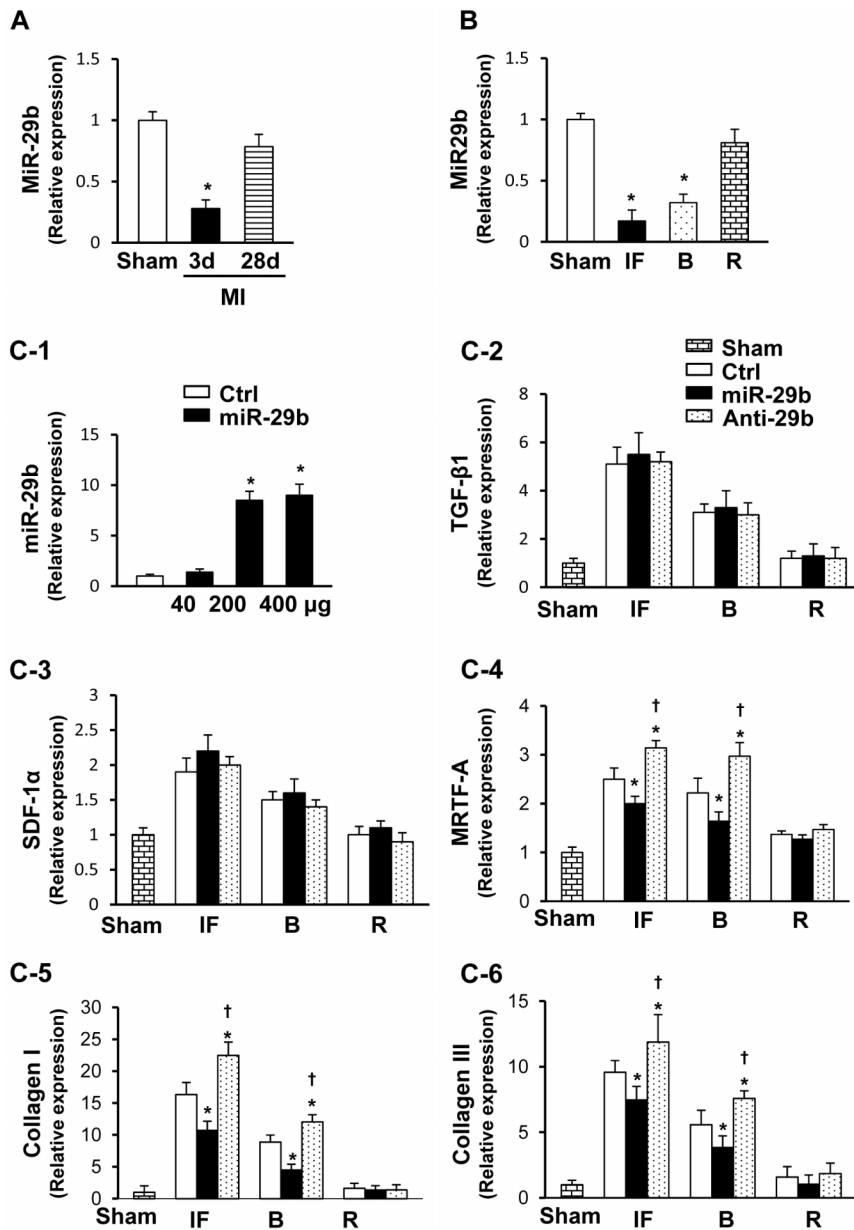 A
MiR-29b
(Relative expression)
1.5
1
0.5
0
*
Sham 3d 28d
MI
B
MiR29b
(Relative expression)
1.5
1
0.5
0
*
*
Sham IF B R
C-1
Ctrl
miR-29b
miR-29b
(Relative expression)
15
10
5
0
*
*
40 200 400 µg
C-2
Sham
Ctrl
miR-29b
Anti-29b
TGF-β1
(Relative expression)
8
6
4
2
0
Sham IF B R
C-3
SDF-1α
(Relative expression)
3
2.5
2
1.5
1
0.5
0
Sham IF B R
C-4
MRTF-A
(Relative expression)
4
3
2
1
0
†
*
*
†
*
*
Sham IF B R
C-5
Collagen I
(Relative expression)
30
25
20
15
10
5
0
†
*
*
†
*
*
Sham IF B R
C-6
Collagen III
(Relative expression)
15
10
5
0
†
*
*
†
*
*
Sham IF B R